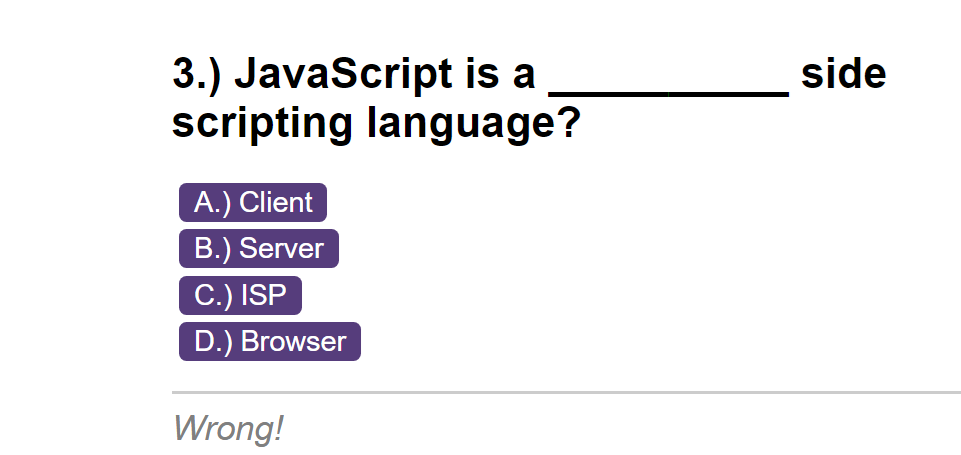 3.) JavaScript is a __________ side
scripting language?
A.) Client
B.) Server
C.) ISP
D.) Browser
Wrong!